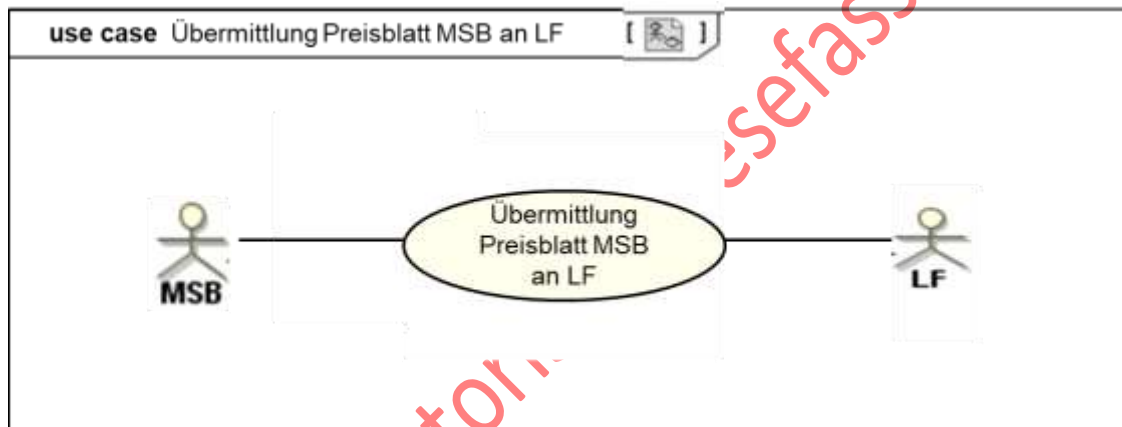 use case Übermittlung Preisblatt MSB an LF [ ]
Übermittlung
Preisblatt MSB
an LF
MSB
LF